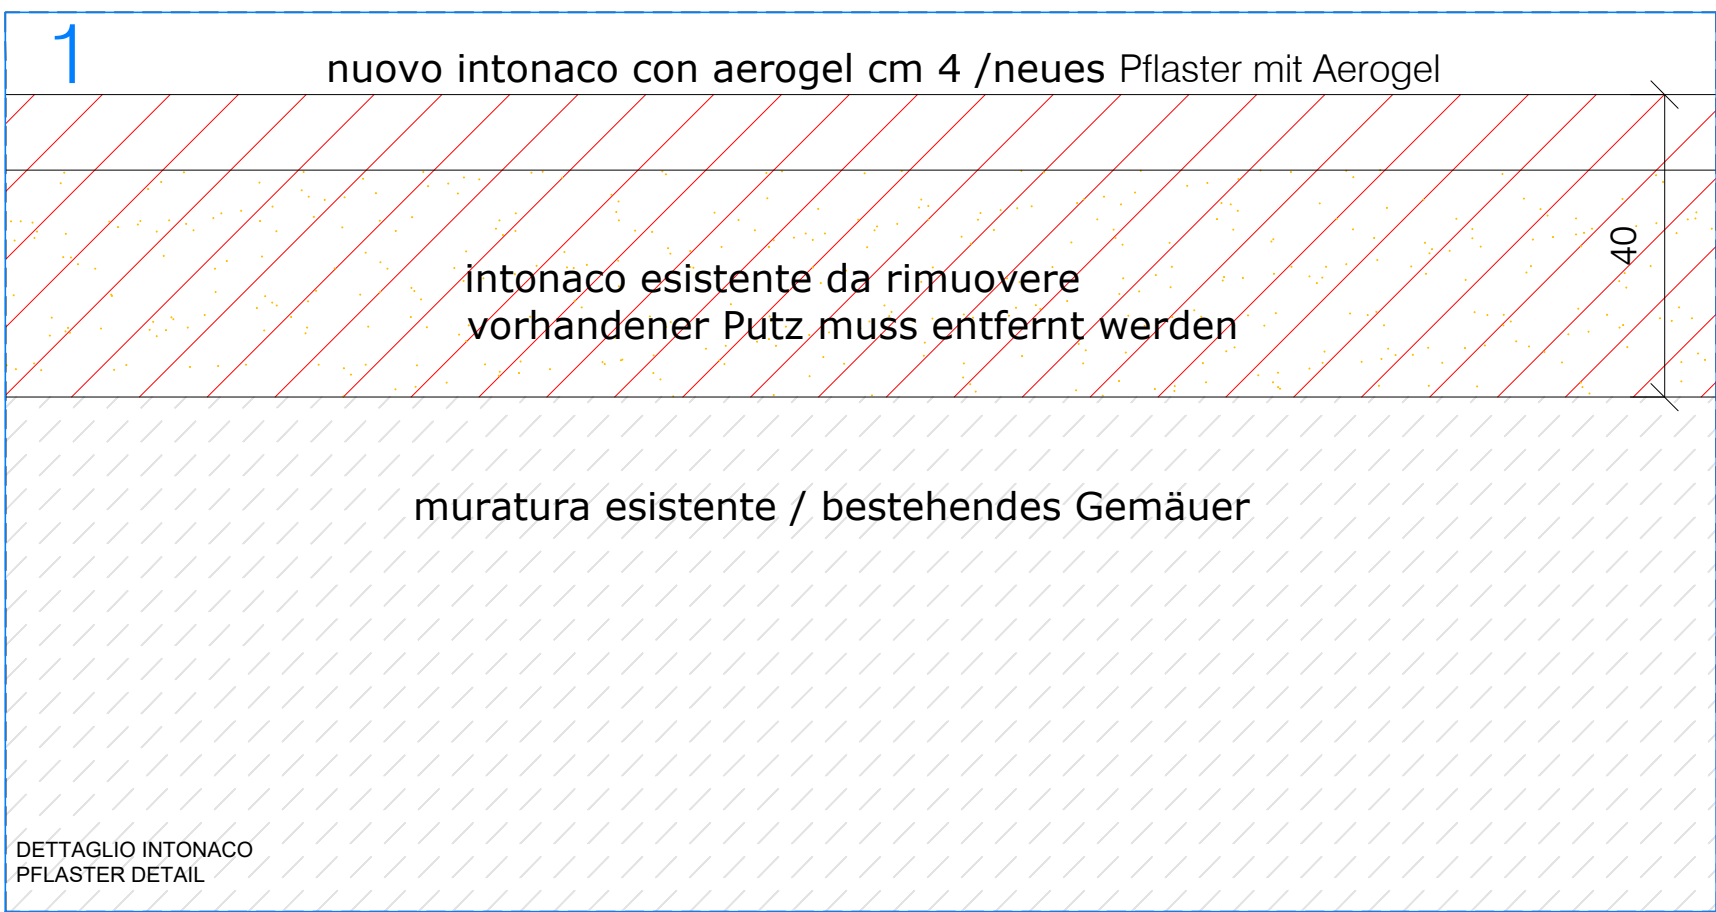 1
nuovo intonaco con aerogel cm 4 /neues Pflaster mit Aerogel
40
intonaco esistente da rimuovere
vorhandener Putz muss entfernt werden
muratura esistente / bestehendes Gemäuer
DETTAGLIO INTONACO
PFLASTER DETAIL